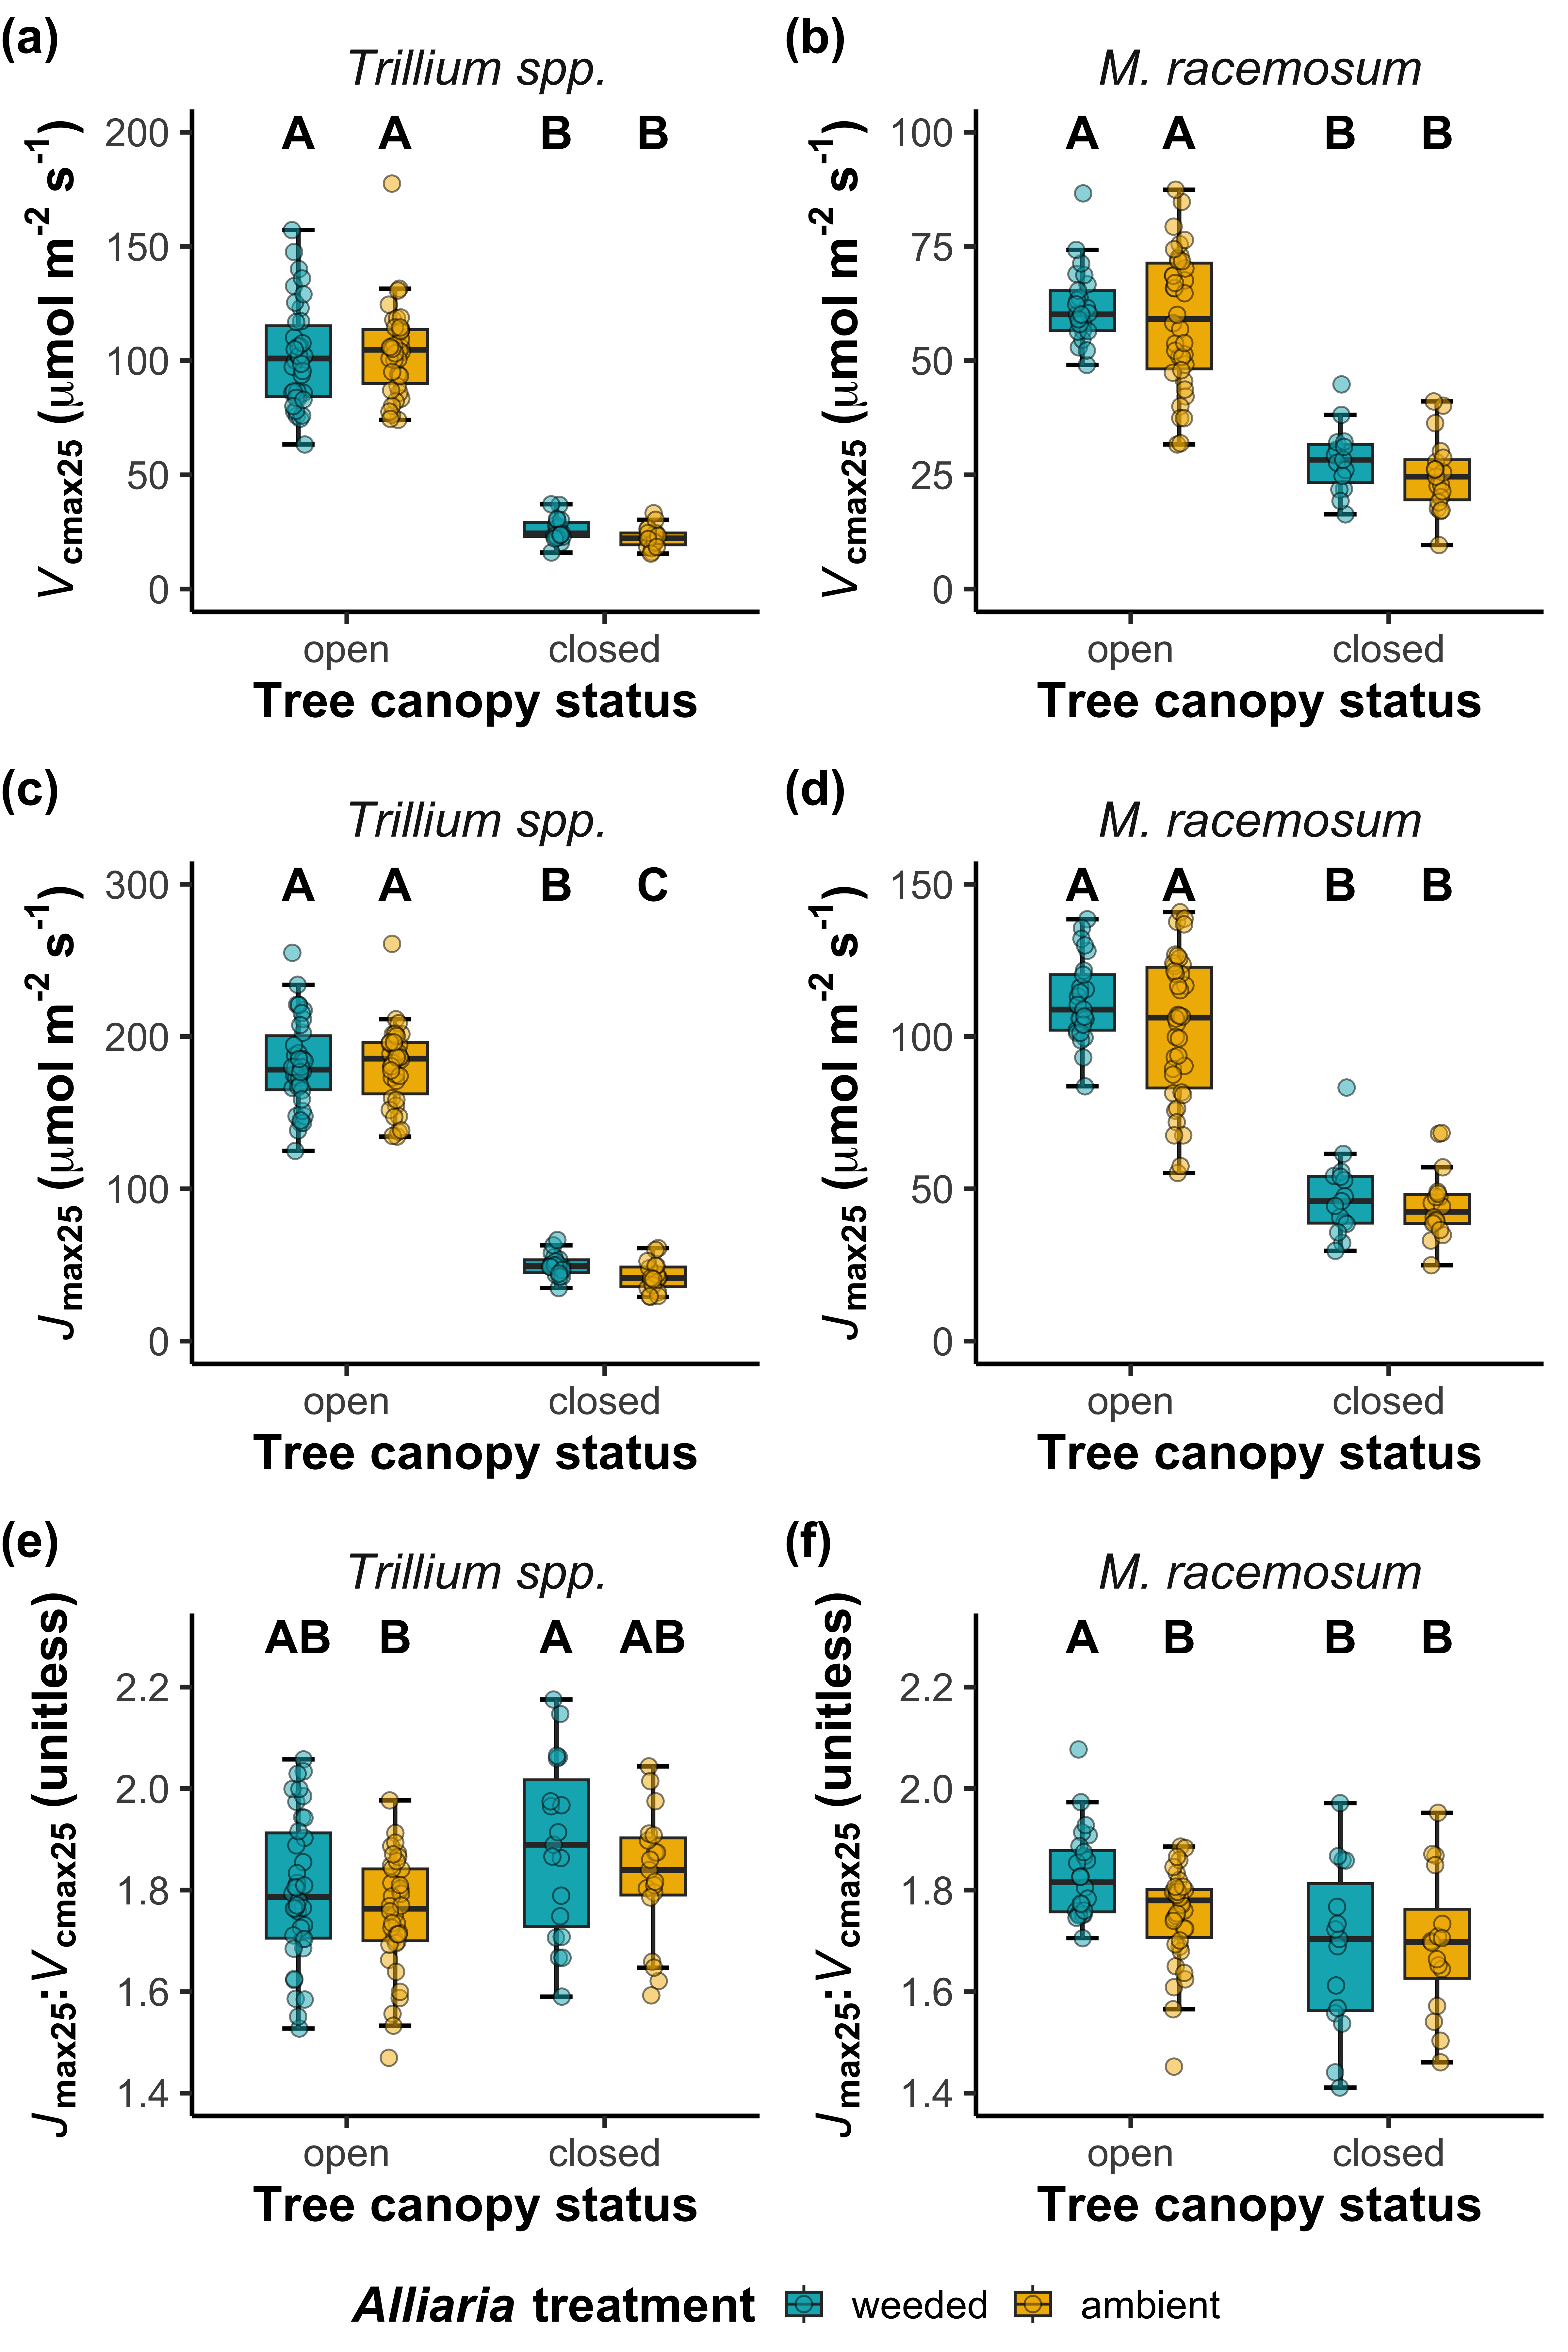 (a) (b)
Trillium spp. M. racemosum
200 A A B B 100 A A B B
150 75
100 50
50 25
0 0
Vcmax25 (μmol m-2 s-1) Vcmax25 (μmol m-2 s-1)
open closed open closed
Tree canopy status Tree canopy status
(c) (d)
Trillium spp. M. racemosum
300 A A B C 150 A A B B
200 100
100 50
0 0
Jmax25 (μmol m-2 s-1) Jmax25 (μmol m-2 s-1)
open closed open closed
Tree canopy status Tree canopy status
(e) (f)
Trillium spp. M. racemosum
AB B A AB A B B B
2.2 2.2
2.0 2.0
1.8 1.8
1.6 1.6
1.4 1.4
Jmax25:Vcmax25 (unitless) Jmax25:Vcmax25 (unitless)
open closed open closed
Tree canopy status Tree canopy status
Alliaria treatment weeded ambient